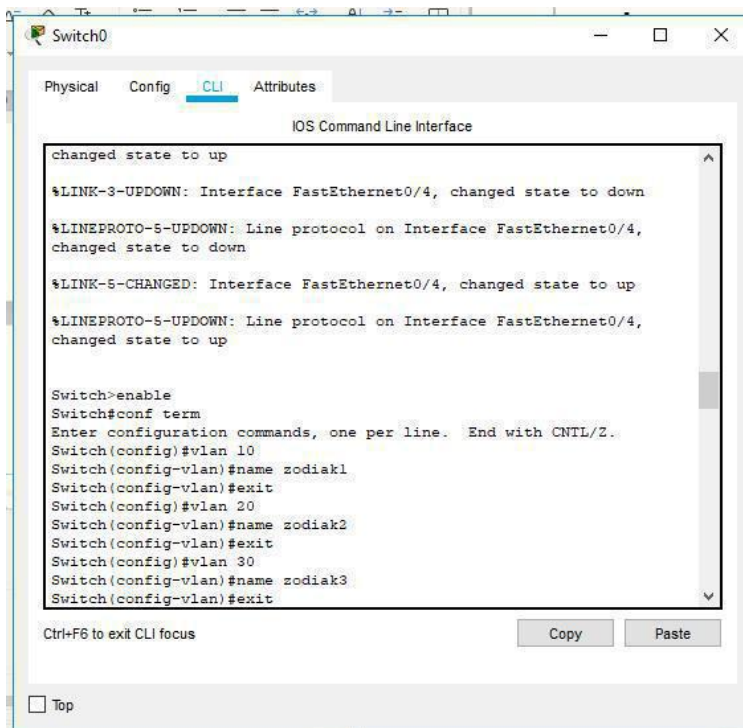 Switch0
Physical Config CLI Attributes
IOS Command Line Interface
changed state to up
%LINK-3-UPDOWN: Interface FastEthernet0/4, changed state to down
%LINEPROTO-5-UPDOWN: Line protocol on Interface FastEthernet0/4,
changed state to down
%LINK-5-CHANGED: Interface FastEthernet0/4, changed state to up
%LINEPROTO-5-UPDOWN: Line protocol on Interface FastEthernet0/4,
changed state to up
Switch>enable
Switch#conf term
Enter configuration commands, one per line.  End with CNTL/Z.
Switch(config)#vlan 10
Switch(config-vlan)#name zodiak1
Switch(config-vlan)#exit
Switch(config)#vlan 20
Switch(config-vlan)#name zodiak2
Switch(config-vlan)#exit
Switch(config)#vlan 30
Switch(config-vlan)#name zodiak3
Switch(config-vlan)#exit
Ctrl+F6 to exit CLI focus
Copy Paste
Top